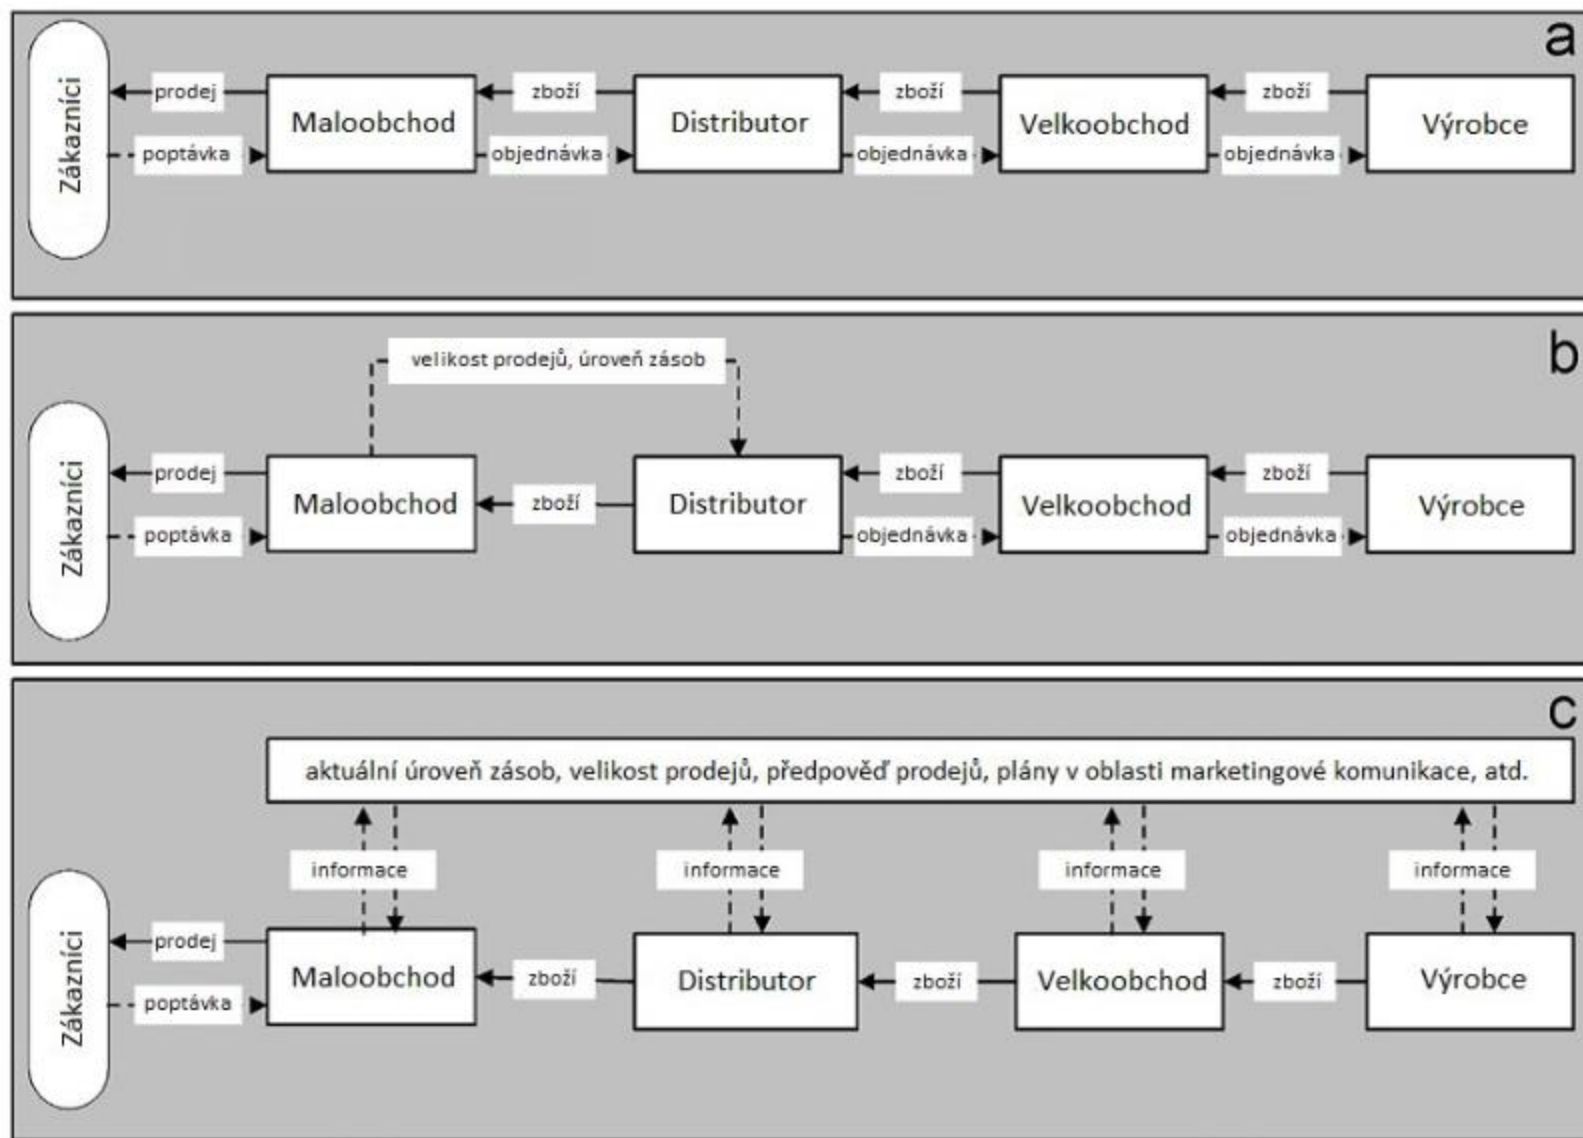 a
Zákazníci
prodej
poptávka
Maloobchod
zboží
objednávka
Distributor
zboží
objednávka
Velkoobchod
zboží
objednávka
Výrobce
b
velikost prodejů, úroveň zásob
Zákazníci
prodej
poptávka
Maloobchod
zboží
Distributor
zboží
objednávka
Velkoobchod
zboží
objednávka
Výrobce
c
aktuální úroveň zásob, velikost prodejů, předpověď prodejů, plány v oblasti marketingové komunikace, atd.
informace
informace
informace
informace
Zákazníci
prodej
poptávka
Maloobchod
zboží
Distributor
zboží
Velkoobchod
zboží
Výrobce